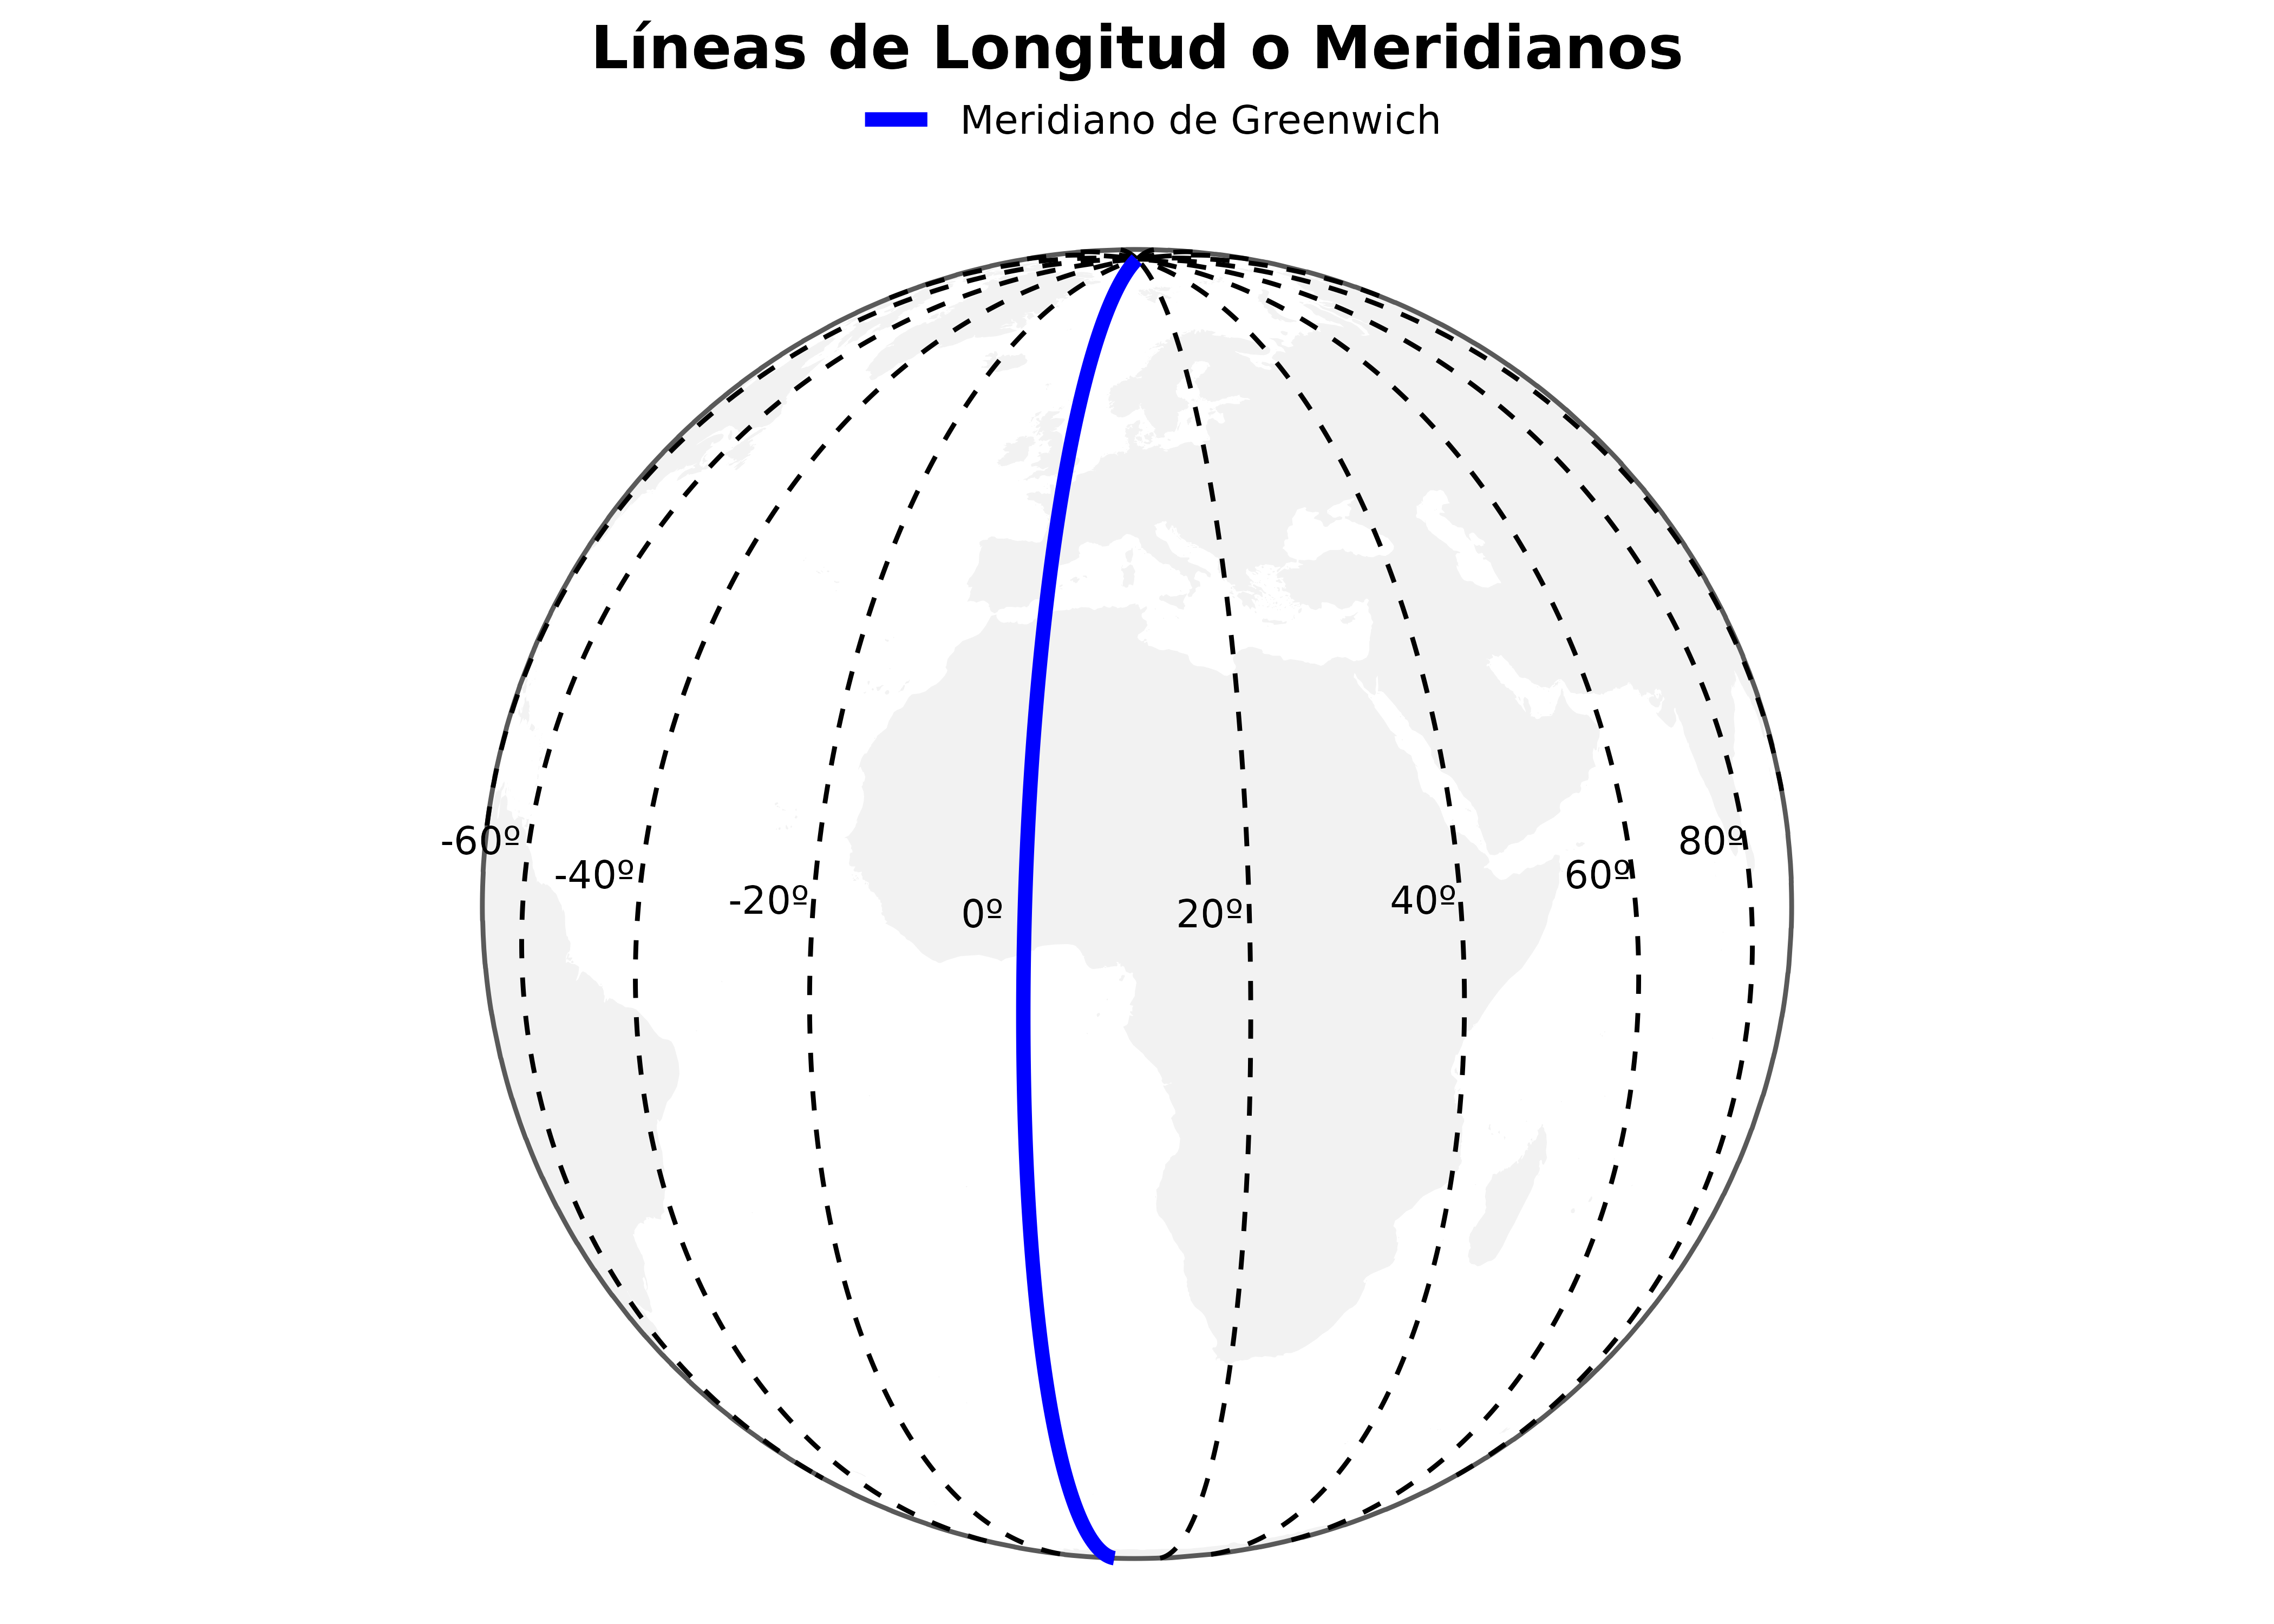 Líneas de Longitud o Meridianos
Meridiano de Greenwich
-60º
-40º
-20º
0º
20º
40º
60º
80º